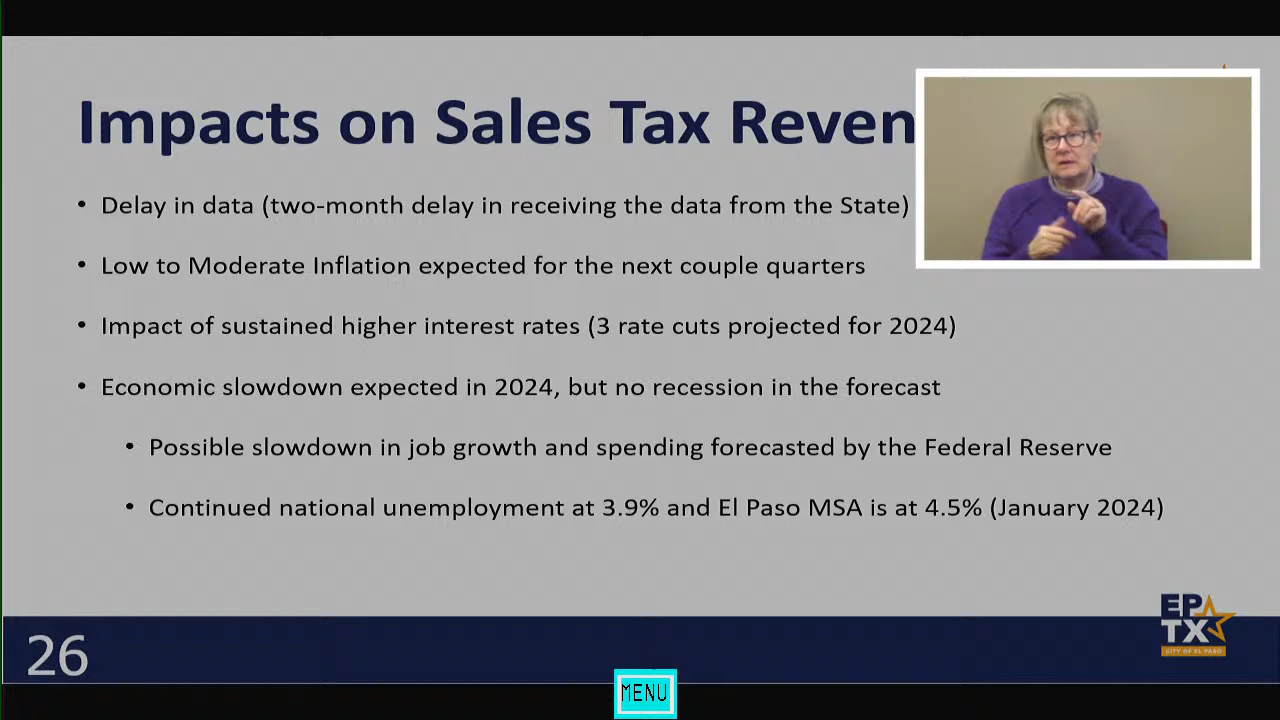 Impacts on Sales Tax Reven
• Delay in data (two-month delay in receiving the data from the State)
• Low to Moderate Inflation expected for the next couple quarters
• Impact of sustained higher interest rates (3 rate cuts projected for 2024)
• Economic slowdown expected in 2024, but no recession in the forecast
• Possible slowdown in job growth and spending forecasted by the Federal Reserve
• Continued national unemployment at 3.9% and El Paso MSA is at 4.5% (January 2024)
EP
TX
CITY OF EL PASO
26
MENU